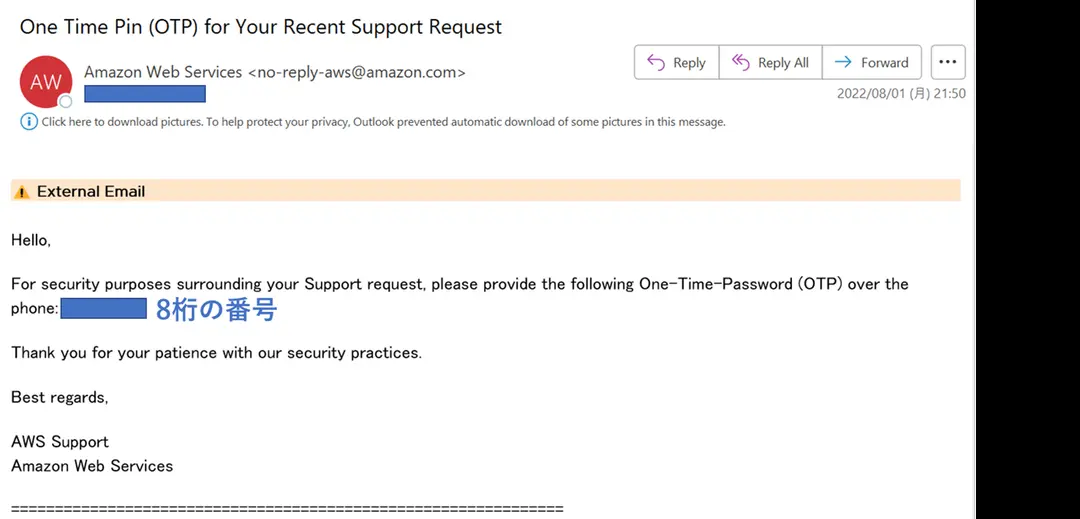 One Time Pin (OTP) for Your Recent Support Request
AW
Amazon Web Services <no-reply-aws@amazon.com>
Reply
Reply All
Forward
2022/08/01 (月) 21:50
Click here to download pictures. To help protect your privacy, Outlook prevented automatic download of some pictures in this message.
External Email
Hello,
For security purposes surrounding your Support request, please provide the following One-Time-Password (OTP) over the
phone: 8桁の番号
Thank you for your patience with our security practices.
Best regards,
AWS Support
Amazon Web Services
===============================================================